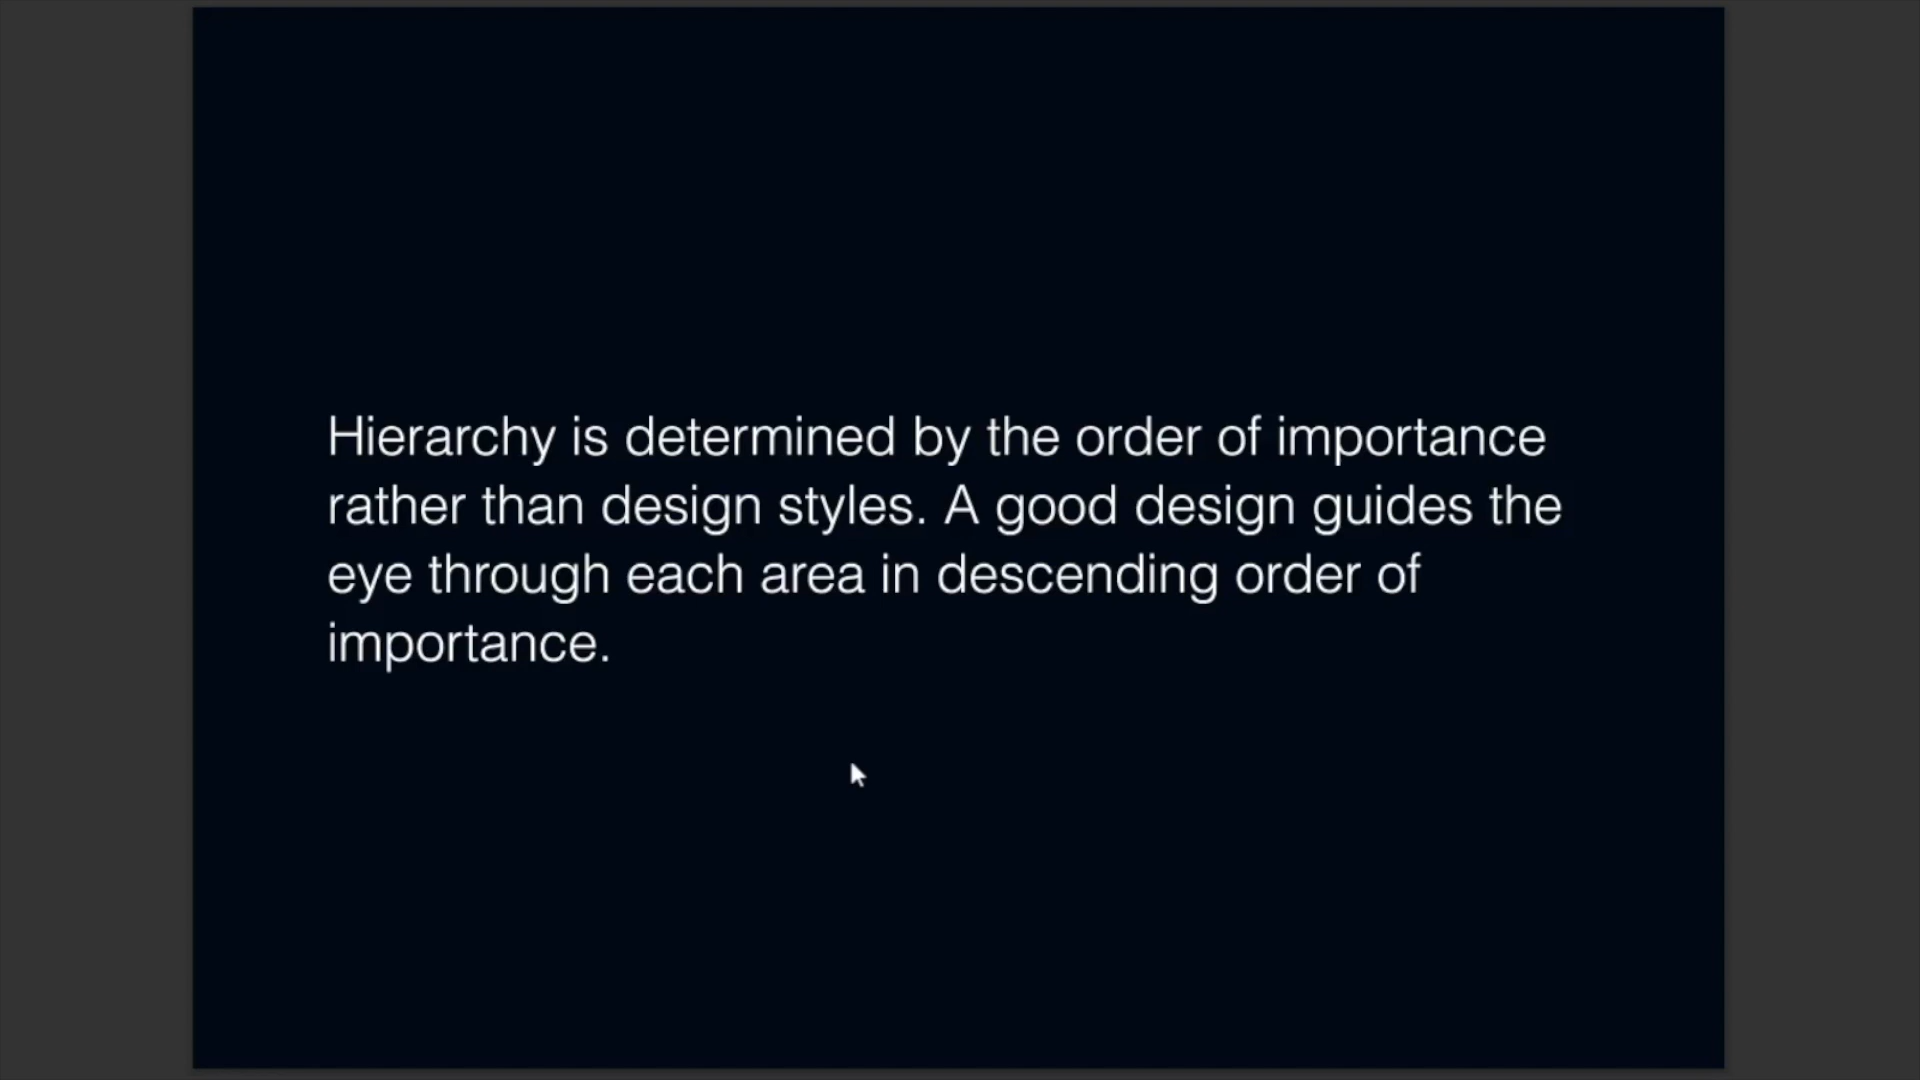 Hierarchy is determined by the order of importance
rather than design styles. A good design guides the
eye through each area in descending order of
importance.